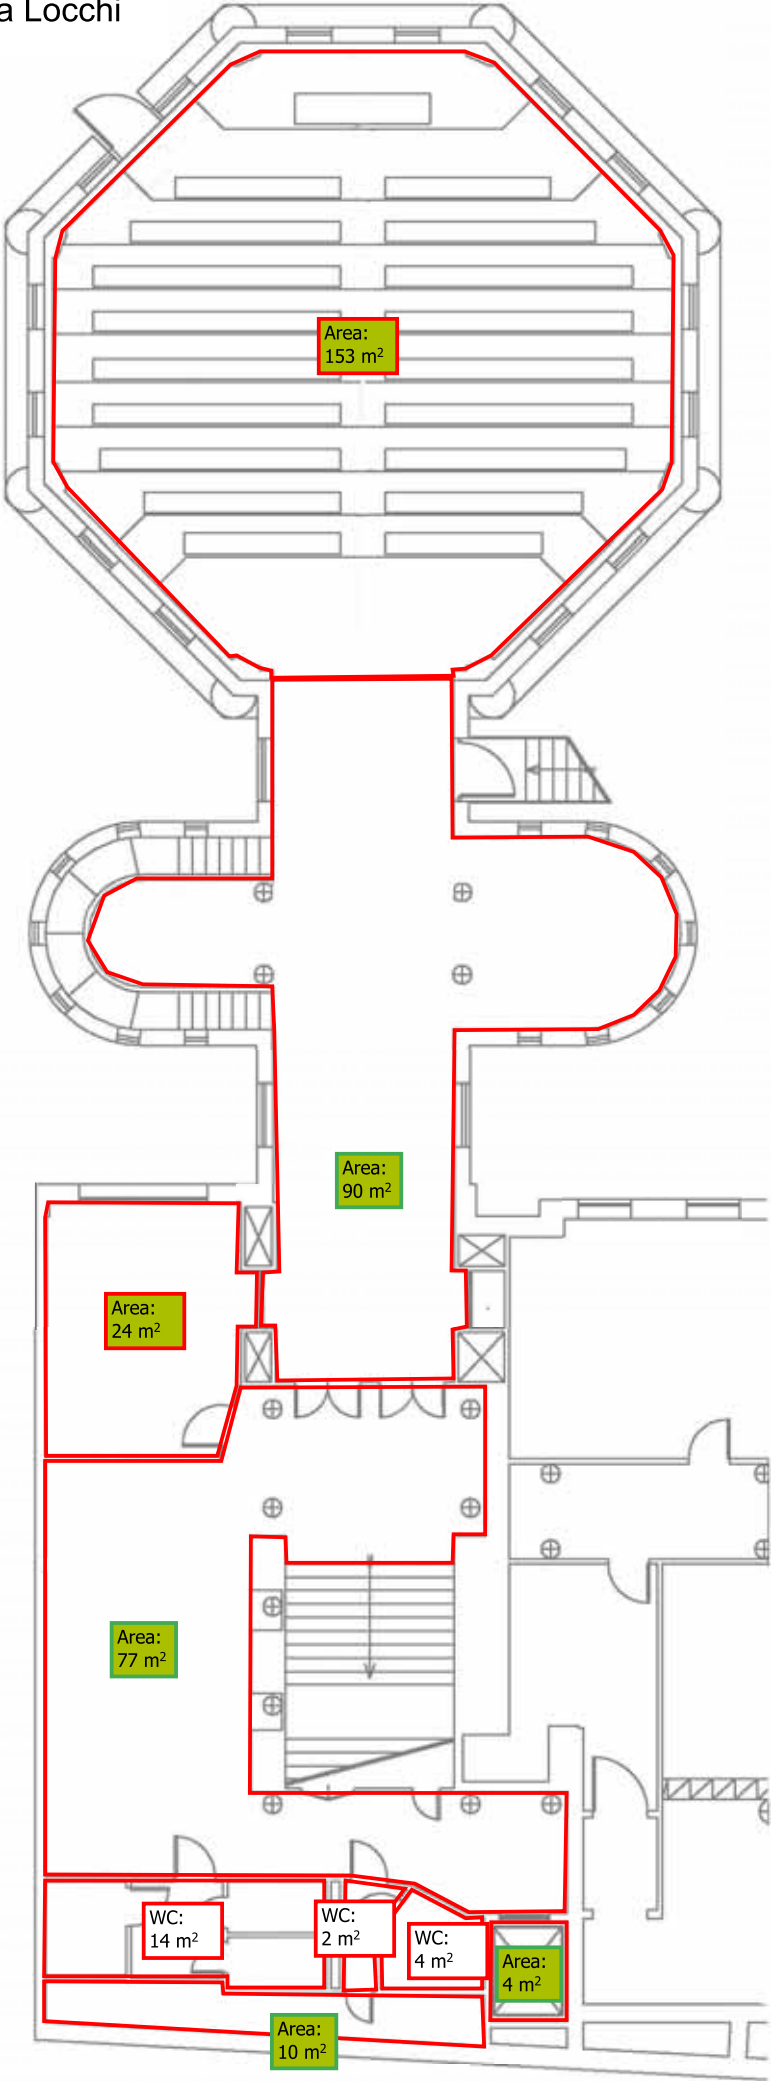 a Locchi
Area:
153 m²
Area:
90 m²
Area:
24 m²
Area:
77 m²
WC:
14 m²
WC:
2 m²
WC:
4 m²
Area:
4 m²
Area:
10 m²